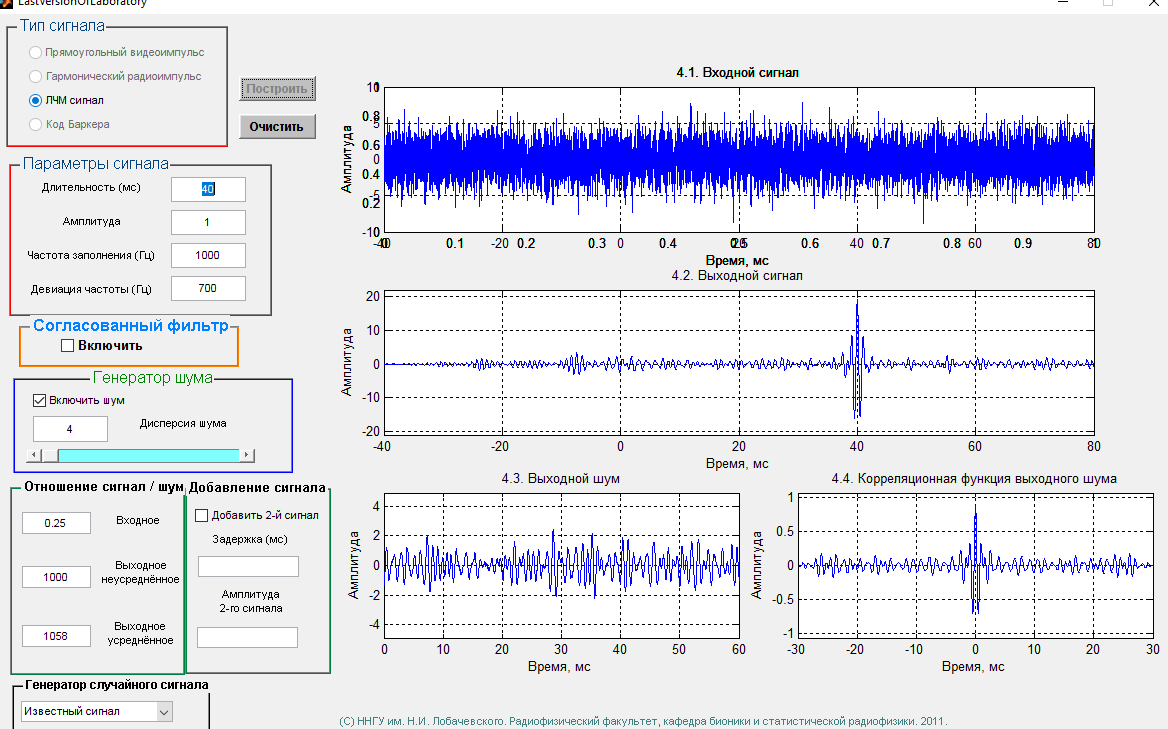 LastVersionOfLaboratory
Тип сигнала
Прямоугольный видеоимпульс
Гармонический радиоимпульс
ЛЧМ сигнал
Код Баркера
Построить
Очистить
Параметры сигнала
Длительность (мс)
40
Амплитуда
1
Частота заполнения (Гц)
1000
Девиация частоты (Гц)
700
Согласованный фильтр
Включить
Генератор шума
Включить шум
4
Дисперсия шума
Отношение сигнал / шум
0.25
Входное
1000
Выходное
неусреднённое
1058
Выходное
усреднённое
Добавление сигнала
Добавить 2-й сигнал
Задержка (мс)
Амплитуда
2-го сигнала
Генератор случайного сигнала
Известный сигнал
4.1. Входной сигнал
Амплитуда
10
1
0.8
5
0.6
0
0.4
-5
0.2
-10
-40 -20 0 20 40 60 80
0 0.1 0.2 0.3 0.4 0.5 0.6 0.7 0.8 0.9 1
Время, мс
4.2. Выходной сигнал
Амплитуда
20
10
0
-10
-20
-40 -20 0 20 40 60 80
Время, мс
4.3. Выходной шум
Амплитуда
4
2
0
-2
-4
0 10 20 30 40 50 60
Время, мс
4.4. Корреляционная функция выходного шума
Амплитуда
1
0.5
0
-0.5
-1
-30 -20 -10 0 10 20 30
Время, мс
(С) ННГУ им. Н.И. Лобачевского. Радиофизический факультет, кафедра бионики и статистической радиофизики. 2011.